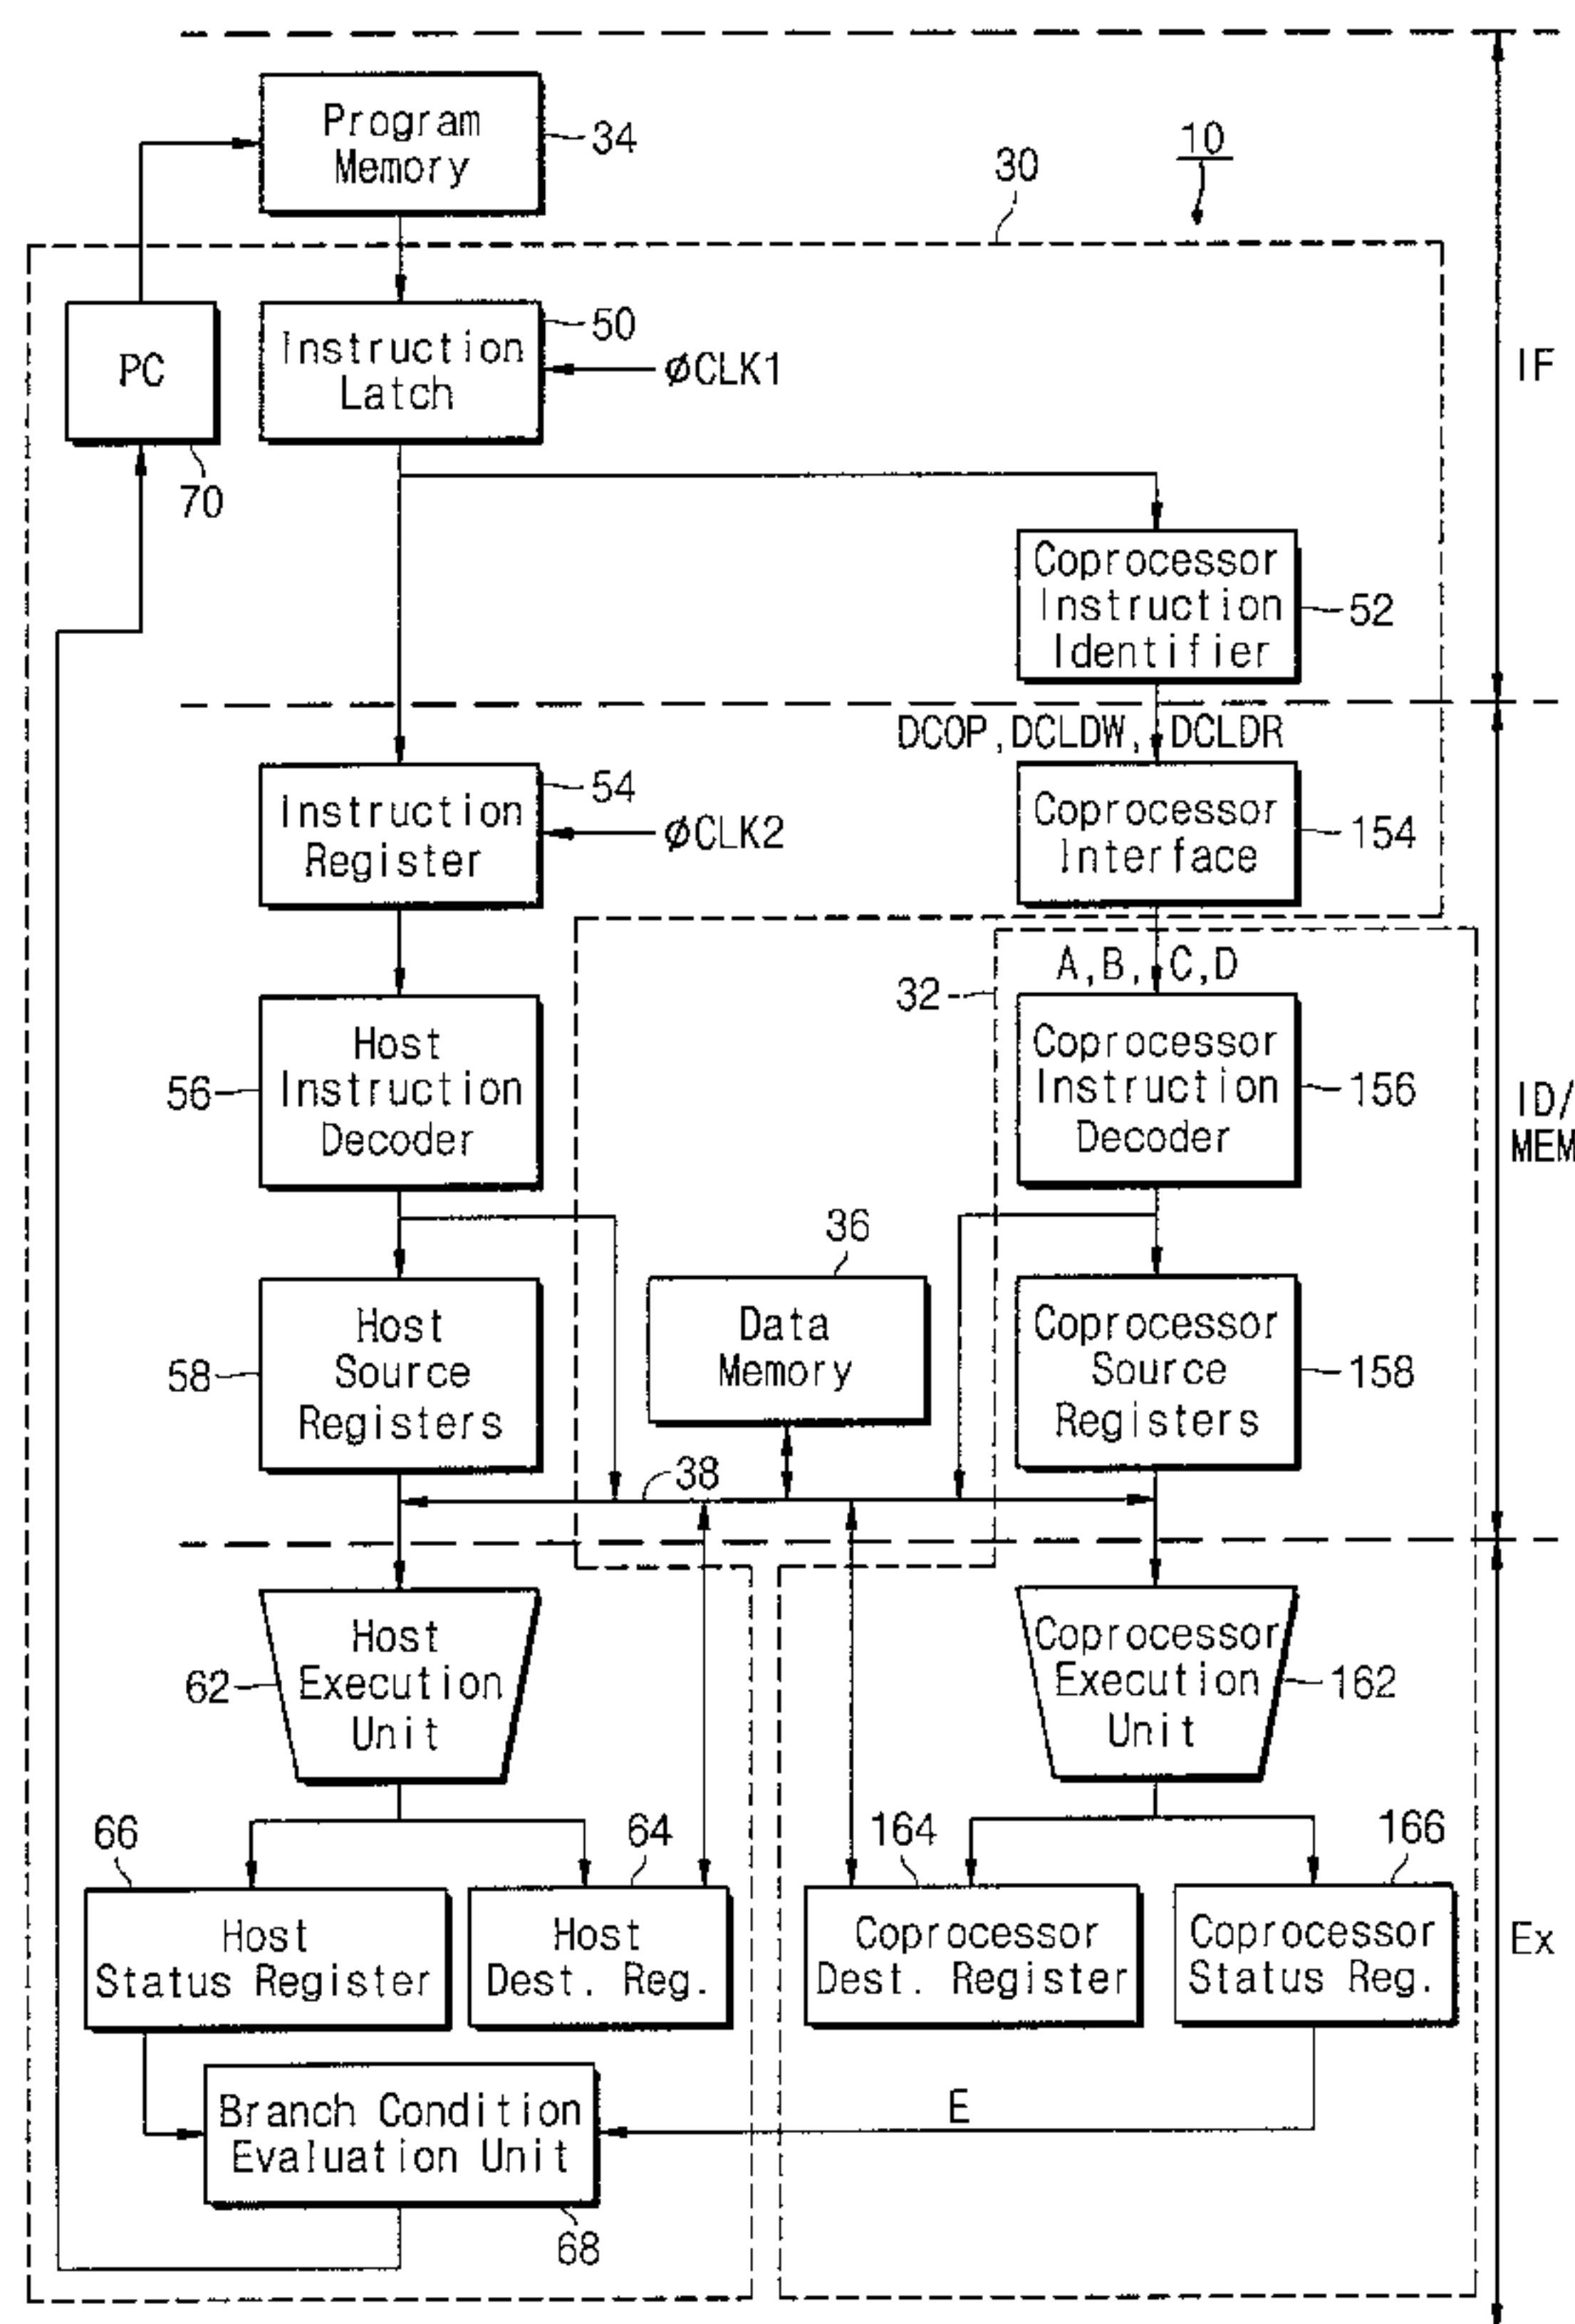 Program
Memory
34
10
30
PC
70
Instruction
Latch
50
øCLK1
IF
Coprocessor
Instruction
Identifier
52
DCOP, DCLDW, DCLDR
Instruction
Register
54
øCLK2
Coprocessor
Interface
154
A, B, C, D
32
Host
Instruction
Decoder
56
Coprocessor
Instruction
Decoder
156
ID/
MEM
36
Host
Source
Registers
58
Data
Memory
Coprocessor
Source
Registers
158
38
Host
Execution
Unit
62
Coprocessor
Execution
Unit
162
66
64
164
166
Host
Status Register
Host
Dest. Reg.
Coprocessor
Dest. Register
Coprocessor
Status Reg.
Ex
Branch Condition
Evaluation Unit
E
68